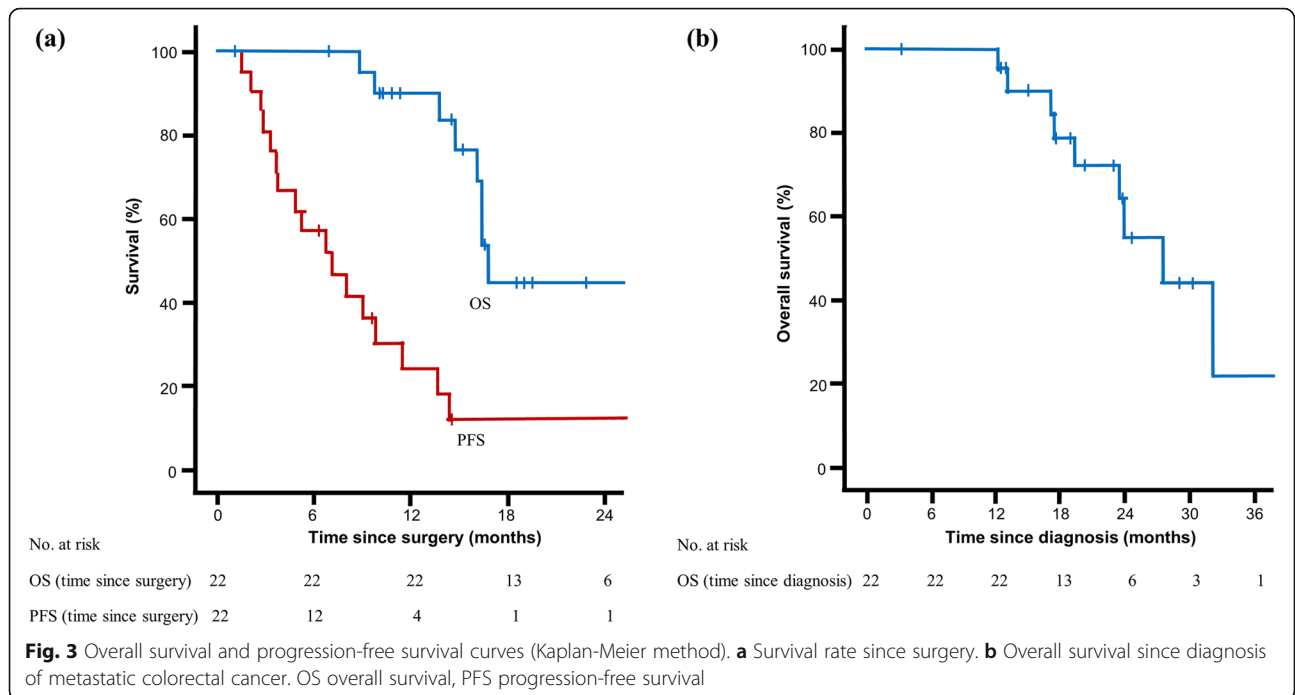 (a)
100
80
60
40
20
0
Survival (%)
OS
PFS
0 6 12 18 24
Time since surgery (months)
(b)
100
80
60
40
20
0
Overall survival (%)
0 6 12 18 24 30 36
Time since diagnosis (months)
No. at risk
OS (time since surgery) 22 22 22 13 6
PFS (time since surgery) 22 12 4 1 1
No. at risk
OS (time since diagnosis) 22 22 22 13 6 3 1
Fig. 3 Overall survival and progression-free survival curves (Kaplan-Meier method). a Survival rate since surgery. b Overall survival since diagnosis
of metastatic colorectal cancer. OS overall survival, PFS progression-free survival